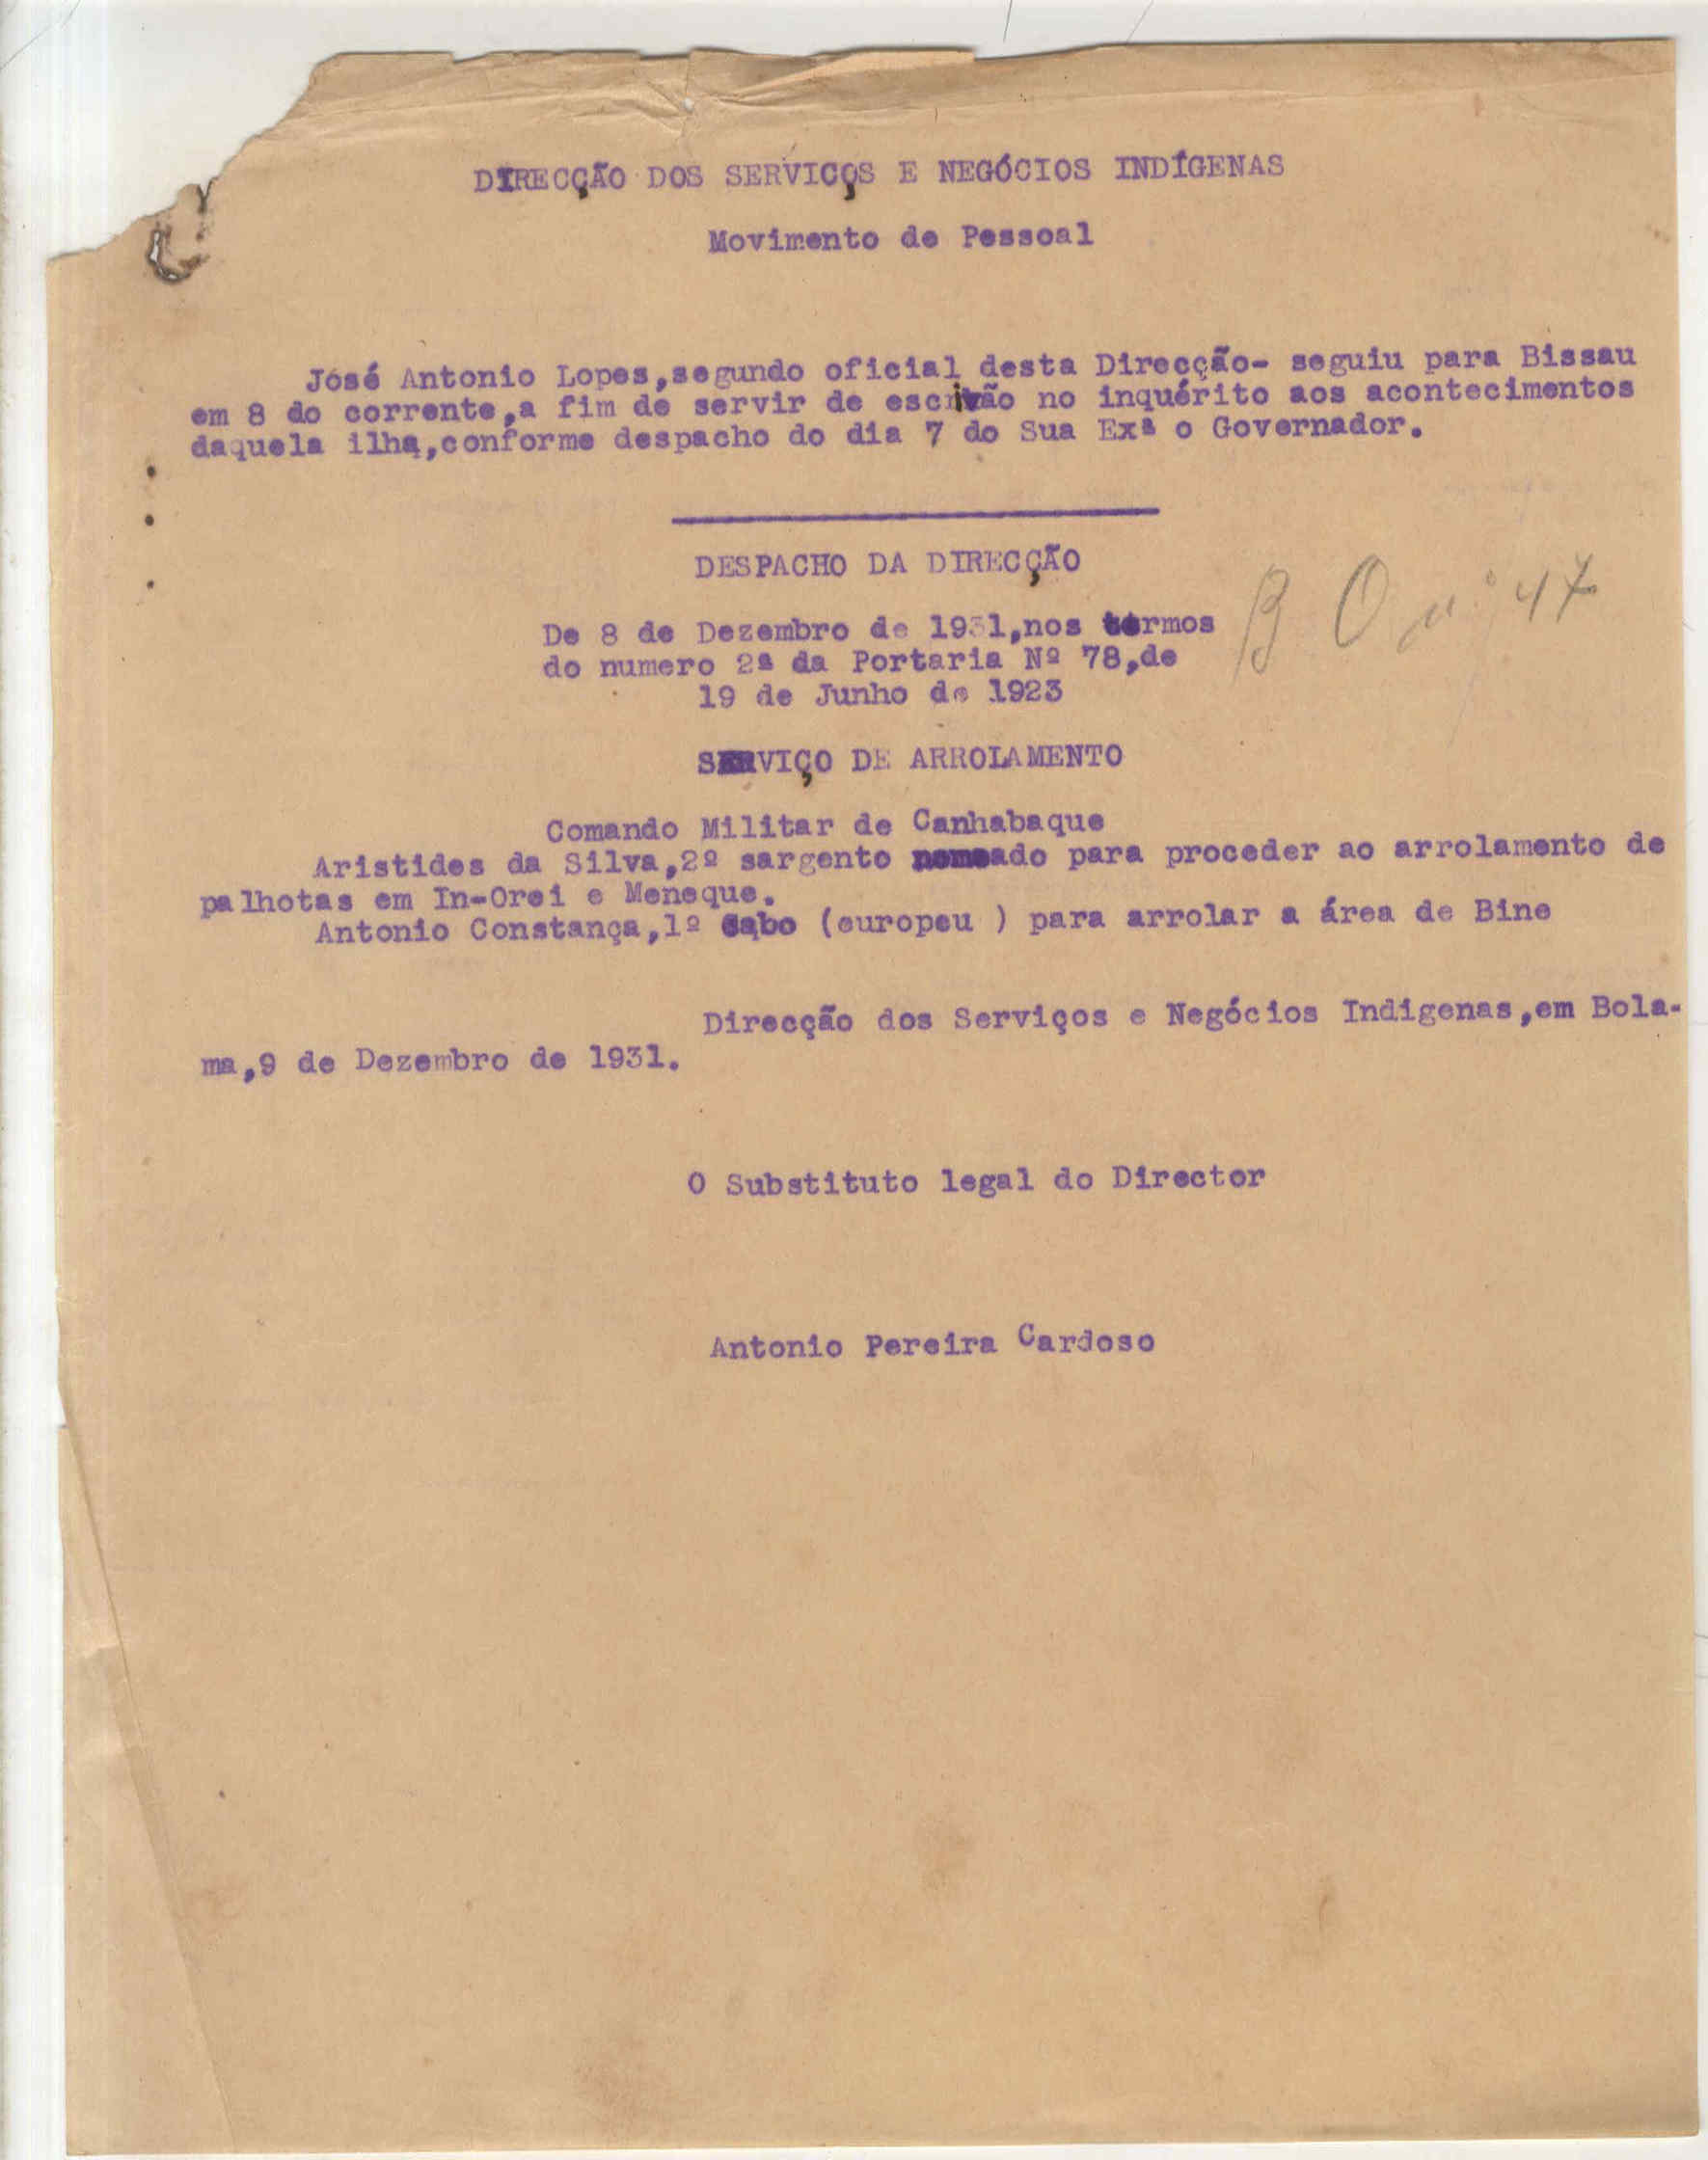 DIRECÇÃO DOS SERVIÇOS E NEGÓCIOS INDÍGENAS
Movimento de Pessoal
José Antonio Lopes,segundo oficial desta Direcção- seguiu para Bissau
em 8 do corrente,a fim de servir de escrivão no inquérito aos acontecimentos
daquela ilha,conforme despacho do dia 7 do Sua Exª o Governador.
DESPACHO DA DIRECÇÃO
B O nº 47
De 8 de Dezembro de 1931,nos termos
do numero 2ª da Portaria Nº 78,de
19 de Junho de 1923
SERVIÇO DE ARROLAMENTO
Comando Militar de Canhabaque
Aristides da Silva,2º sargento nomeado para proceder ao arrolamento de
palhotas em In-Orei e Meneque.
Antonio Constança,1º Cabo (europeu ) para arrolar a área de Bine
Direcção dos Serviços e Negócios Indigenas,em Bola-
ma,9 de Dezembro de 1931.
O Substituto legal do Director
Antonio Pereira Cardoso